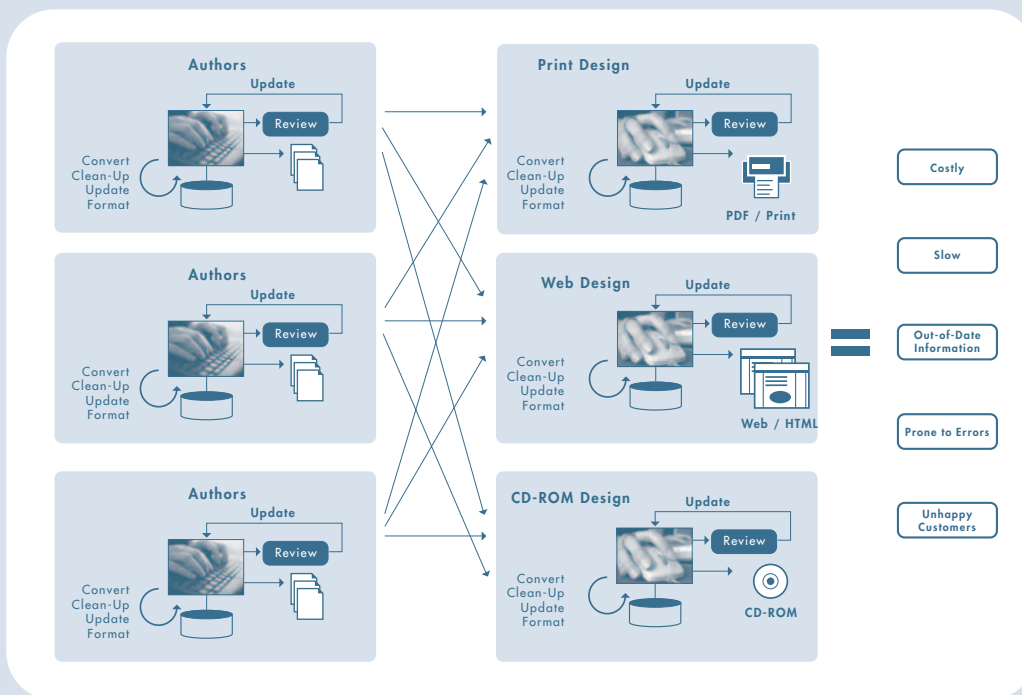 Authors
Update
Review
Convert
Clean-Up
Update
Format
Print Design
Update
Review
Convert
Clean-Up
Update
Format
PDF / Print
Authors
Update
Review
Convert
Clean-Up
Update
Format
Web Design
Update
Review
Convert
Clean-Up
Update
Format
Web / HTML
Authors
Update
Review
Convert
Clean-Up
Update
Format
CD-ROM Design
Update
Review
Convert
Clean-Up
Update
Format
CD-ROM
Costly
Slow
Out-of-Date
Information
Prone to Errors
Unhappy
Customers